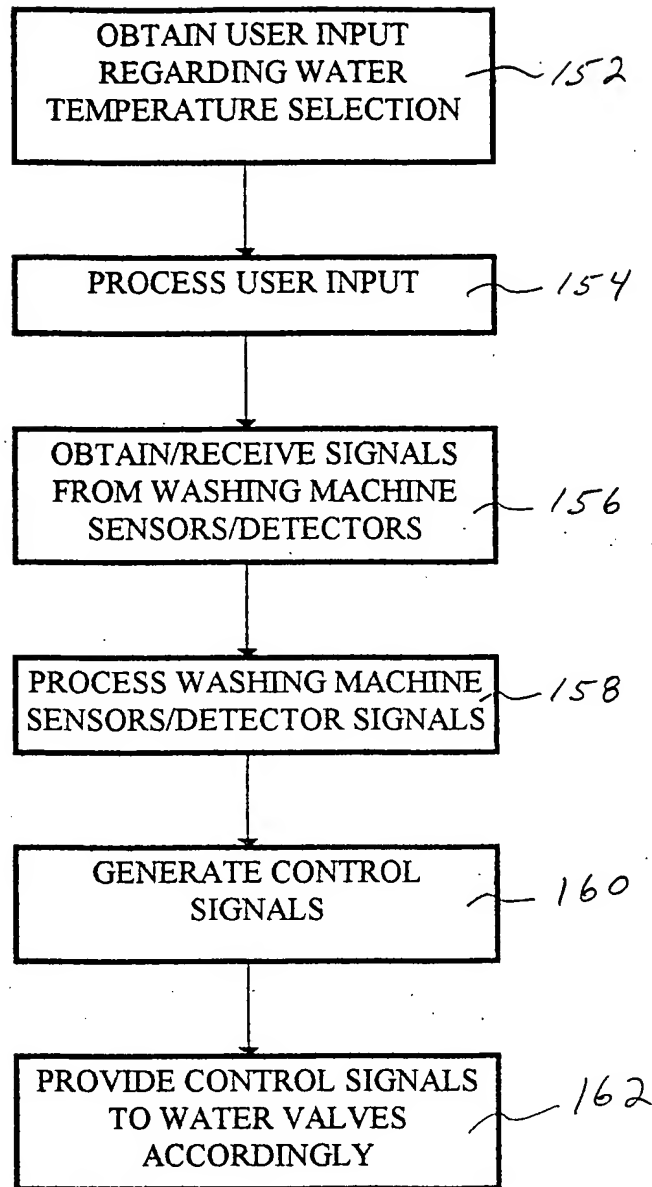 OBTAIN USER INPUT
REGARDING WATER
TEMPERATURE SELECTION
152
PROCESS USER INPUT
154
OBTAIN/RECEIVE SIGNALS
FROM WASHING MACHINE
SENSORS/DETECTORS
156
PROCESS WASHING MACHINE
SENSORS/DETECTOR SIGNALS
158
GENERATE CONTROL
SIGNALS
160
PROVIDE CONTROL SIGNALS
TO WATER VALVES
ACCORDINGLY
162